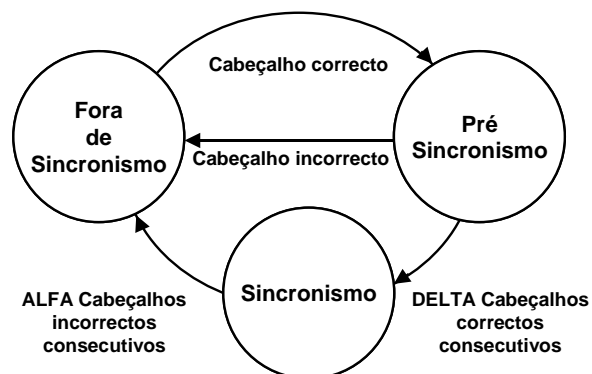 Cabeçalho correcto
Fora
de
Sincronismo
Pré
Sincronismo
Cabeçalho incorrecto
Sincronismo
ALFA Cabeçalhos
incorrectos
consecutivos
DELTA Cabeçalhos
correctos
consecutivos